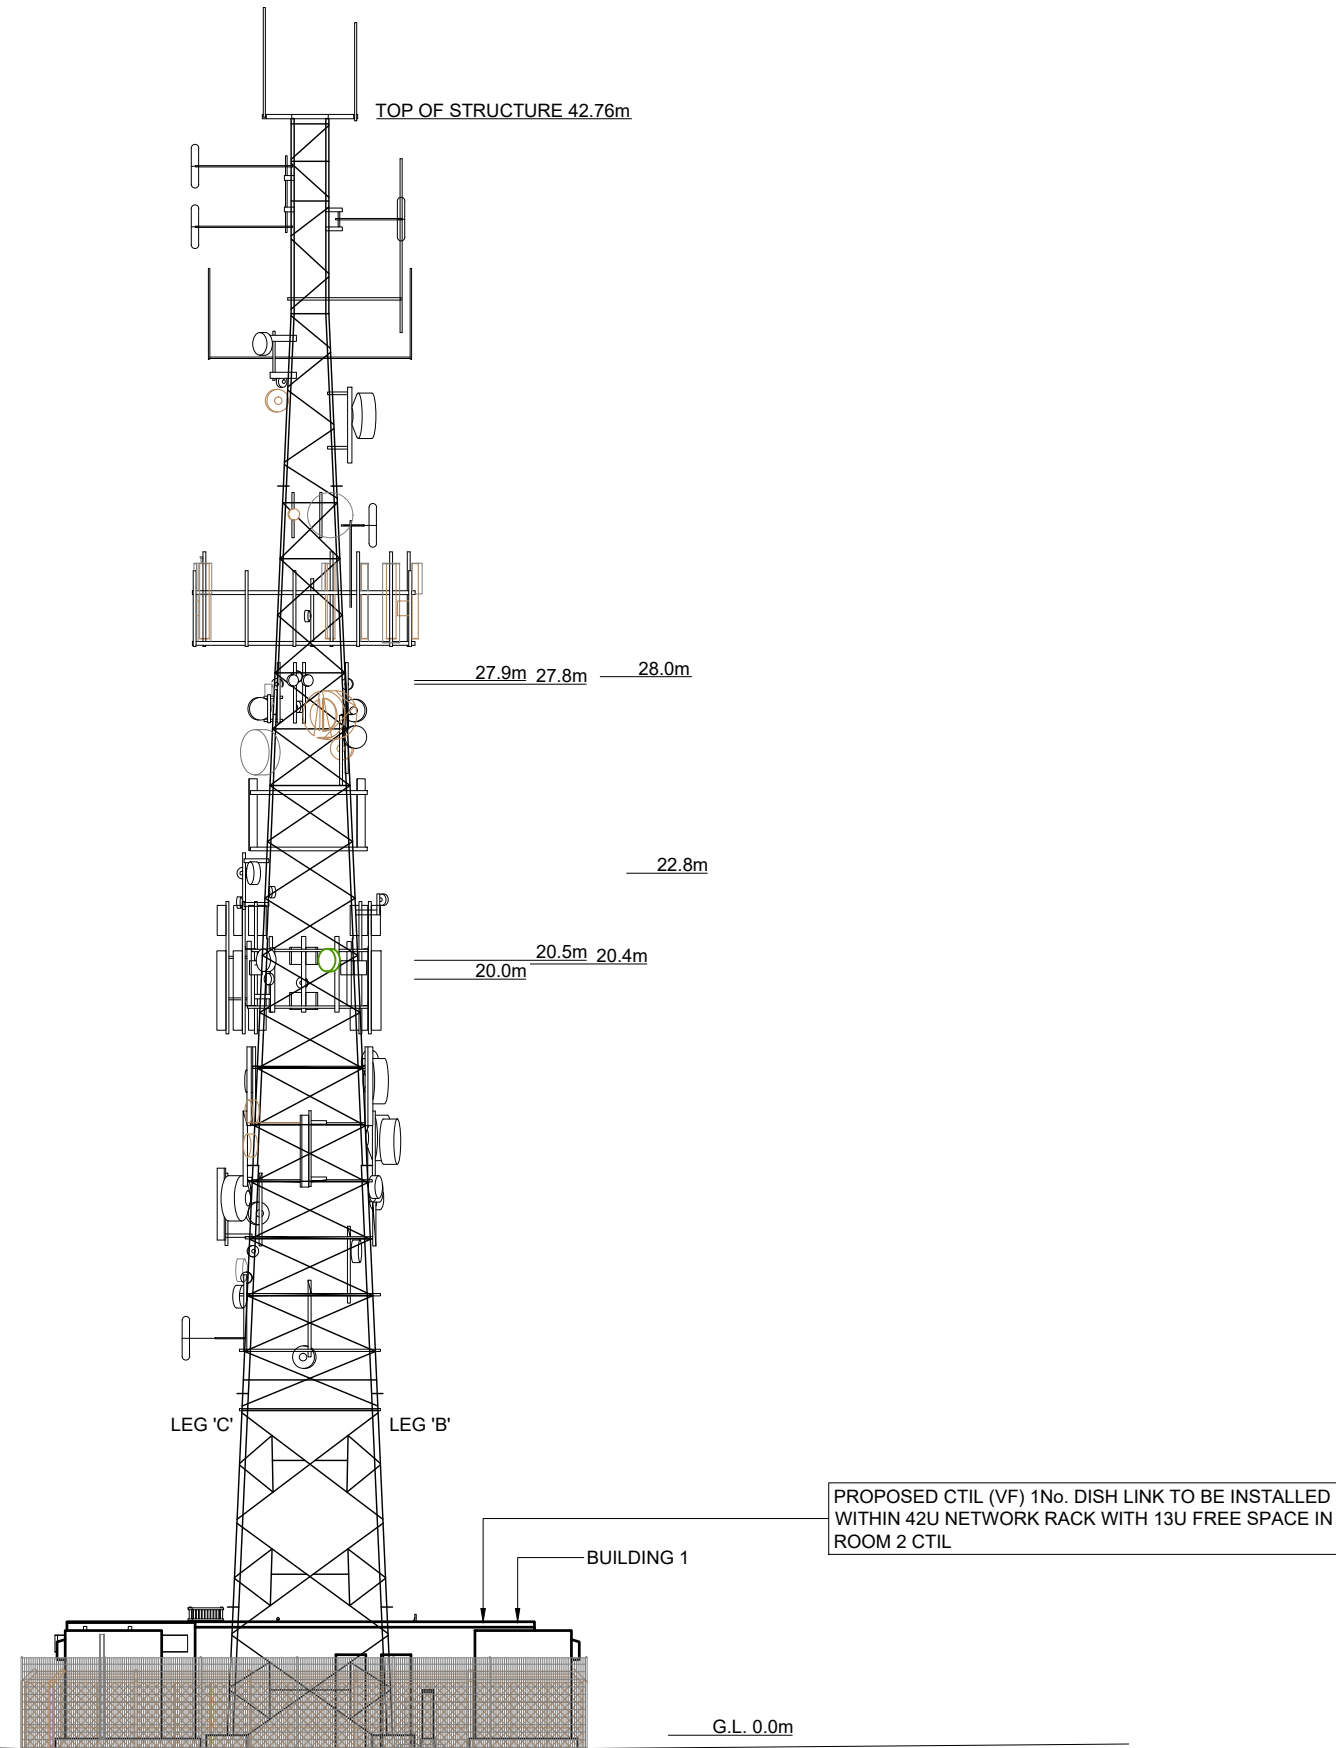 TOP OF STRUCTURE 42.76m
27.9m 27.8m 28.0m
22.8m
20.5m 20.4m
20.0m
LEG 'C' LEG 'B'
PROPOSED CTIL (VF) 1No. DISH LINK TO BE INSTALLED
WITHIN 42U NETWORK RACK WITH 13U FREE SPACE IN
ROOM 2 CTIL
BUILDING 1
G.L. 0.0m